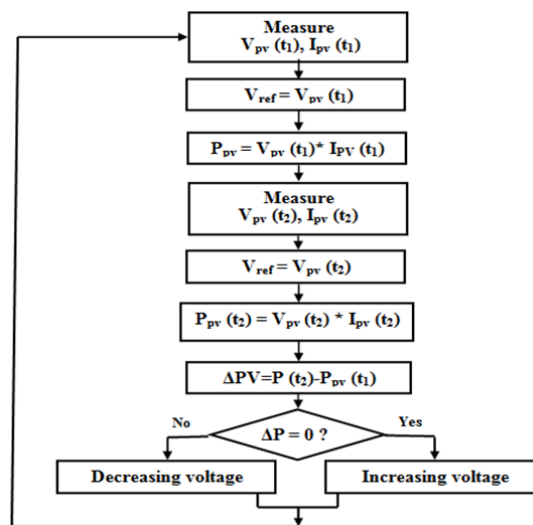 Measure
Vpv (t1), Ipv (t1)
Vref = Vpv (t1)
Ppv = Vpv (t1)* IPV (t1)
Measure
Vpv (t2), Ipv (t2)
Vref = Vpv (t2)
Ppv (t2) = Vpv (t2) * Ipv (t2)
ΔPV=P (t2)-Ppv (t1)
No
ΔP = 0 ?
Yes
Decreasing voltage
Increasing voltage